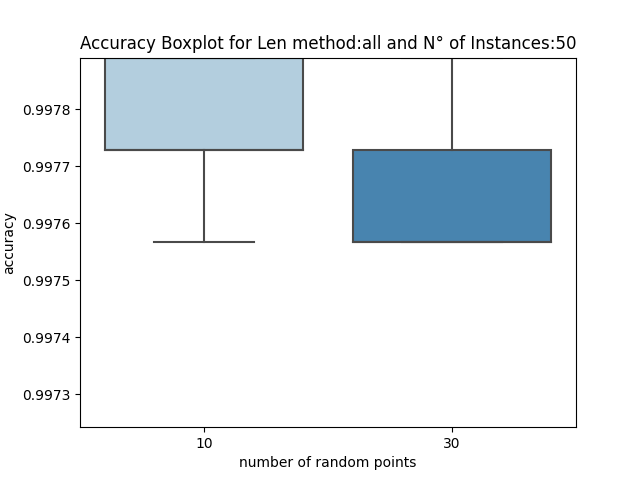 Accuracy Boxplot for Len method:all and N° of Instances:50
0.9978
0.9977
0.9976
0.9975
0.9974
0.9973
accuracy
10 30
number of random points